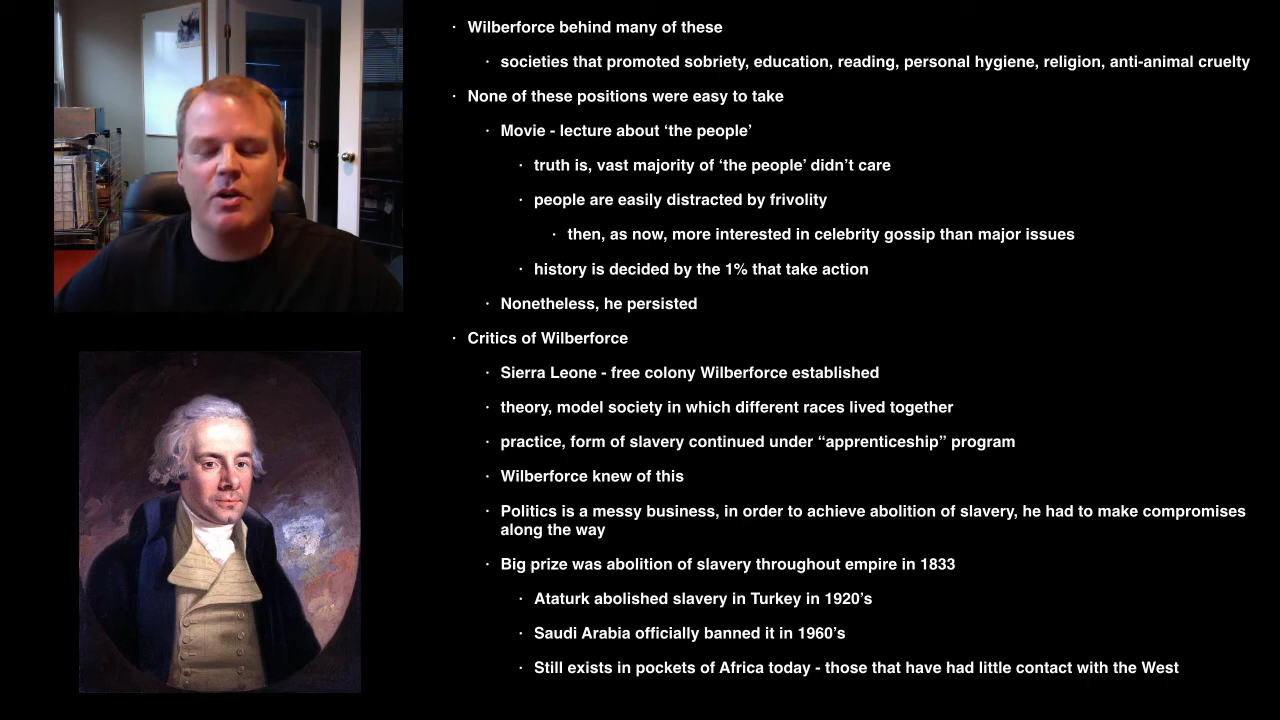 · Wilberforce behind many of these
· societies that promoted sobriety, education, reading, personal hygiene, religion, anti-animal cruelty
· None of these positions were easy to take
· Movie - lecture about ‘the people’
· truth is, vast majority of ‘the people’ didn’t care
· people are easily distracted by frivolity
· then, as now, more interested in celebrity gossip than major issues
· history is decided by the 1% that take action
· Nonetheless, he persisted
· Critics of Wilberforce
· Sierra Leone - free colony Wilberforce established
· theory, model society in which different races lived together
· practice, form of slavery continued under “apprenticeship” program
· Wilberforce knew of this
· Politics is a messy business, in order to achieve abolition of slavery, he had to make compromises
along the way
· Big prize was abolition of slavery throughout empire in 1833
· Ataturk abolished slavery in Turkey in 1920’s
· Saudi Arabia officially banned it in 1960’s
· Still exists in pockets of Africa today - those that have had little contact with the West